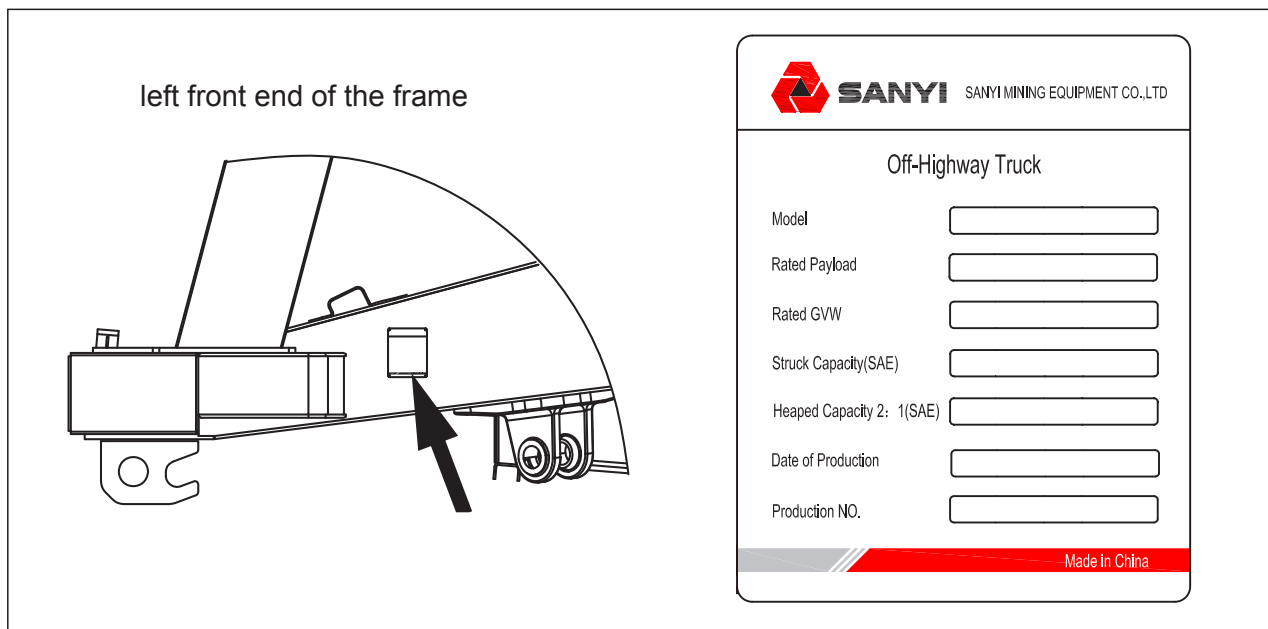 left front end of the frame
SANYI SANYI MINING EQUIPMENT CO.,LTD
Off-Highway Truck
Model
Rated Payload
Rated GVW
Struck Capacity(SAE)
Heaped Capacity 2：1(SAE)
Date of Production
Production NO.
Made in China